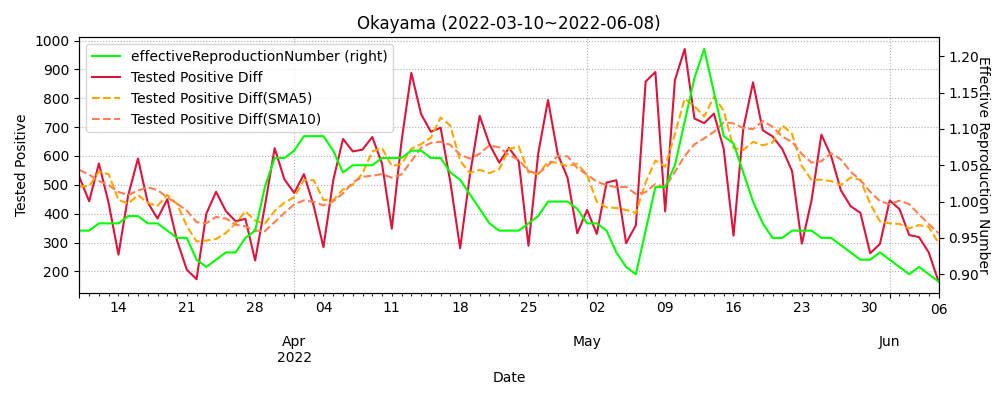 Okayama (2022-03-10~2022-06-08)
effectiveReproductionNumber (right)
Tested Positive Diff
Tested Positive Diff(SMA5)
Tested Positive Diff(SMA10)
Tested Positive
1000
900
800
700
600
500
400
300
200
1.20
1.15
1.10
1.05
1.00
0.95
0.90
Effective Reproduction Number
14 21 28 04 11 18 25 02 09 16 23 30 06
Apr May Jun
2022
Date